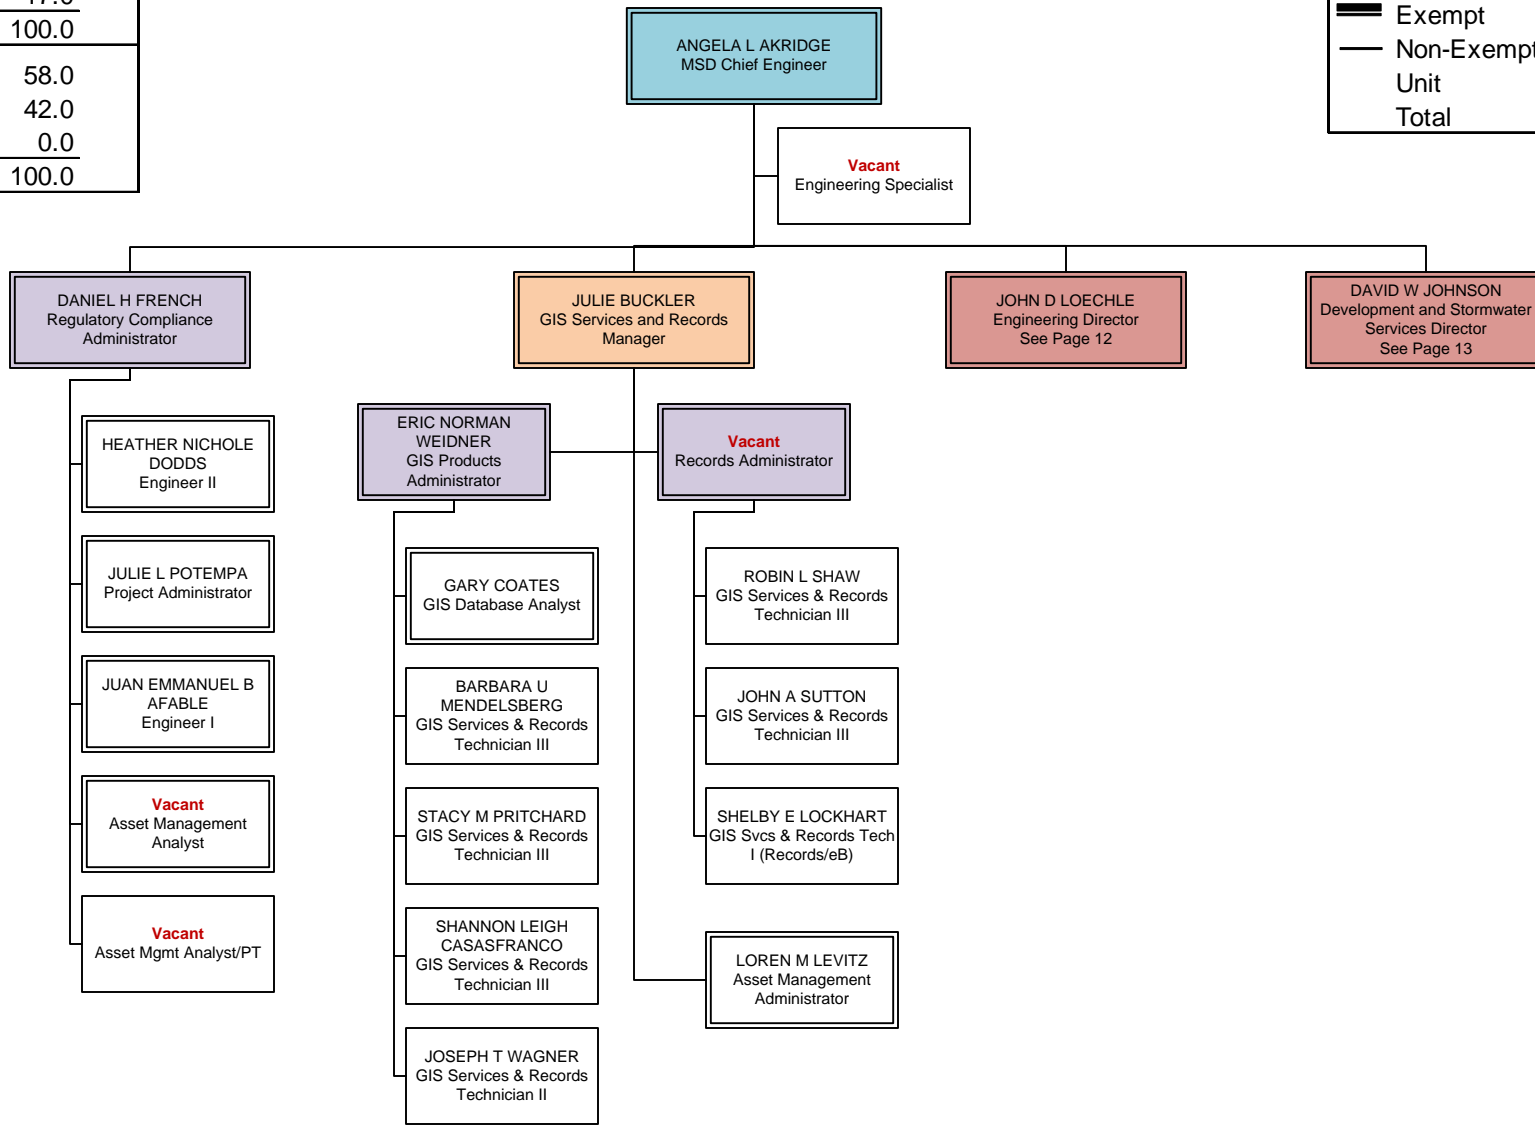 100.0
58.0
42.0
0.0
100.0
Exempt
Non-Exempt
Unit
Total
ANGELA L AKRIDGE
MSD Chief Engineer
Vacant
Engineering Specialist
DANIEL H FRENCH
Regulatory Compliance
Administrator
JULIE BUCKLER
GIS Services and Records
Manager
JOHN D LOECHLE
Engineering Director
See Page 12
DAVID W JOHNSON
Development and Stormwater
Services Director
See Page 13
HEATHER NICHOLE
DODDS
Engineer II
JULIE L POTEMPA
Project Administrator
JUAN EMMANUEL B
AFABLE
Engineer I
Vacant
Asset Management
Analyst
Vacant
Asset Mgmt Analyst/PT
ERIC NORMAN
WEIDNER
GIS Products
Administrator
Vacant
Records Administrator
GARY COATES
GIS Database Analyst
BARBARA U
MENDELSBERG
GIS Services & Records
Technician III
STACY M PRITCHARD
GIS Services & Records
Technician III
SHANNON LEIGH
CASASFRANCO
GIS Services & Records
Technician III
JOSEPH T WAGNER
GIS Services & Records
Technician II
ROBIN L SHAW
GIS Services & Records
Technician III
JOHN A SUTTON
GIS Services & Records
Technician III
SHELBY E LOCKHART
GIS Svcs & Records Tech
I (Records/eB)
LOREN M LEVITZ
Asset Management
Administrator